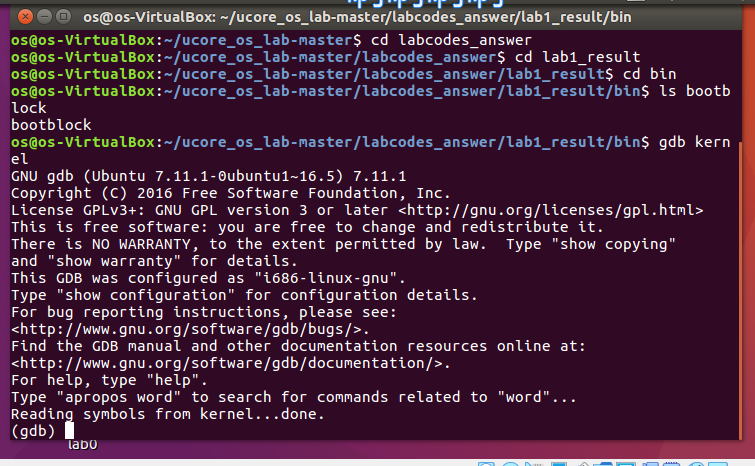 os@os-VirtualBox: ~/ucore_os_lab-master/labcodes_answer/lab1_result/bin
os@os-VirtualBox:~/ucore_os_lab-master$ cd labcodes_answer
os@os-VirtualBox:~/ucore_os_lab-master/labcodes_answer$ cd lab1_result
os@os-VirtualBox:~/ucore_os_lab-master/labcodes_answer/lab1_result$ cd bin
os@os-VirtualBox:~/ucore_os_lab-master/labcodes_answer/lab1_result/bin$ ls bootb
lock
bootblock
os@os-VirtualBox:~/ucore_os_lab-master/labcodes_answer/lab1_result/bin$ gdb kern
el
GNU gdb (Ubuntu 7.11.1-0ubuntu1~16.5) 7.11.1
Copyright (C) 2016 Free Software Foundation, Inc.
License GPLv3+: GNU GPL version 3 or later <http://gnu.org/licenses/gpl.html>
This is free software: you are free to change and redistribute it.
There is NO WARRANTY, to the extent permitted by law.  Type "show copying"
and "show warranty" for details.
This GDB was configured as "i686-linux-gnu".
Type "show configuration" for configuration details.
For bug reporting instructions, please see:
<http://www.gnu.org/software/gdb/bugs/>.
Find the GDB manual and other documentation resources online at:
<http://www.gnu.org/software/gdb/documentation/>.
For help, type "help".
Type "apropos word" to search for commands related to "word"...
Reading symbols from kernel...done.
(gdb)
lab0